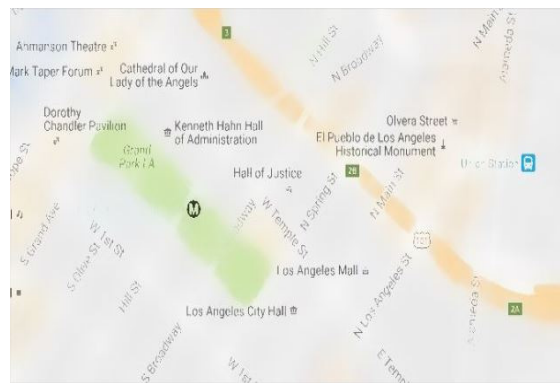 3
N Hill St
N Broadway
N Main St
Ahmanson Theatre
Mark Taper Forum
Cathedral of Our
Lady of the Angels
Dorothy
Chandler Pavilion
Kenneth Hahn Hall
of Administration
Grand
Park LA
Olvera Street
El Pueblo de Los Angeles
Historical Monument
Union Station
Hall of Justice
2B
N Spring St
N Main St
W Temple St
M
S Grand Ave
W 1st St
S Olive St
Hill St
101
Los Angeles Mall
Los Angeles City Hall
N Los Angeles St
2A
S Broadway
W 1st
E Temp